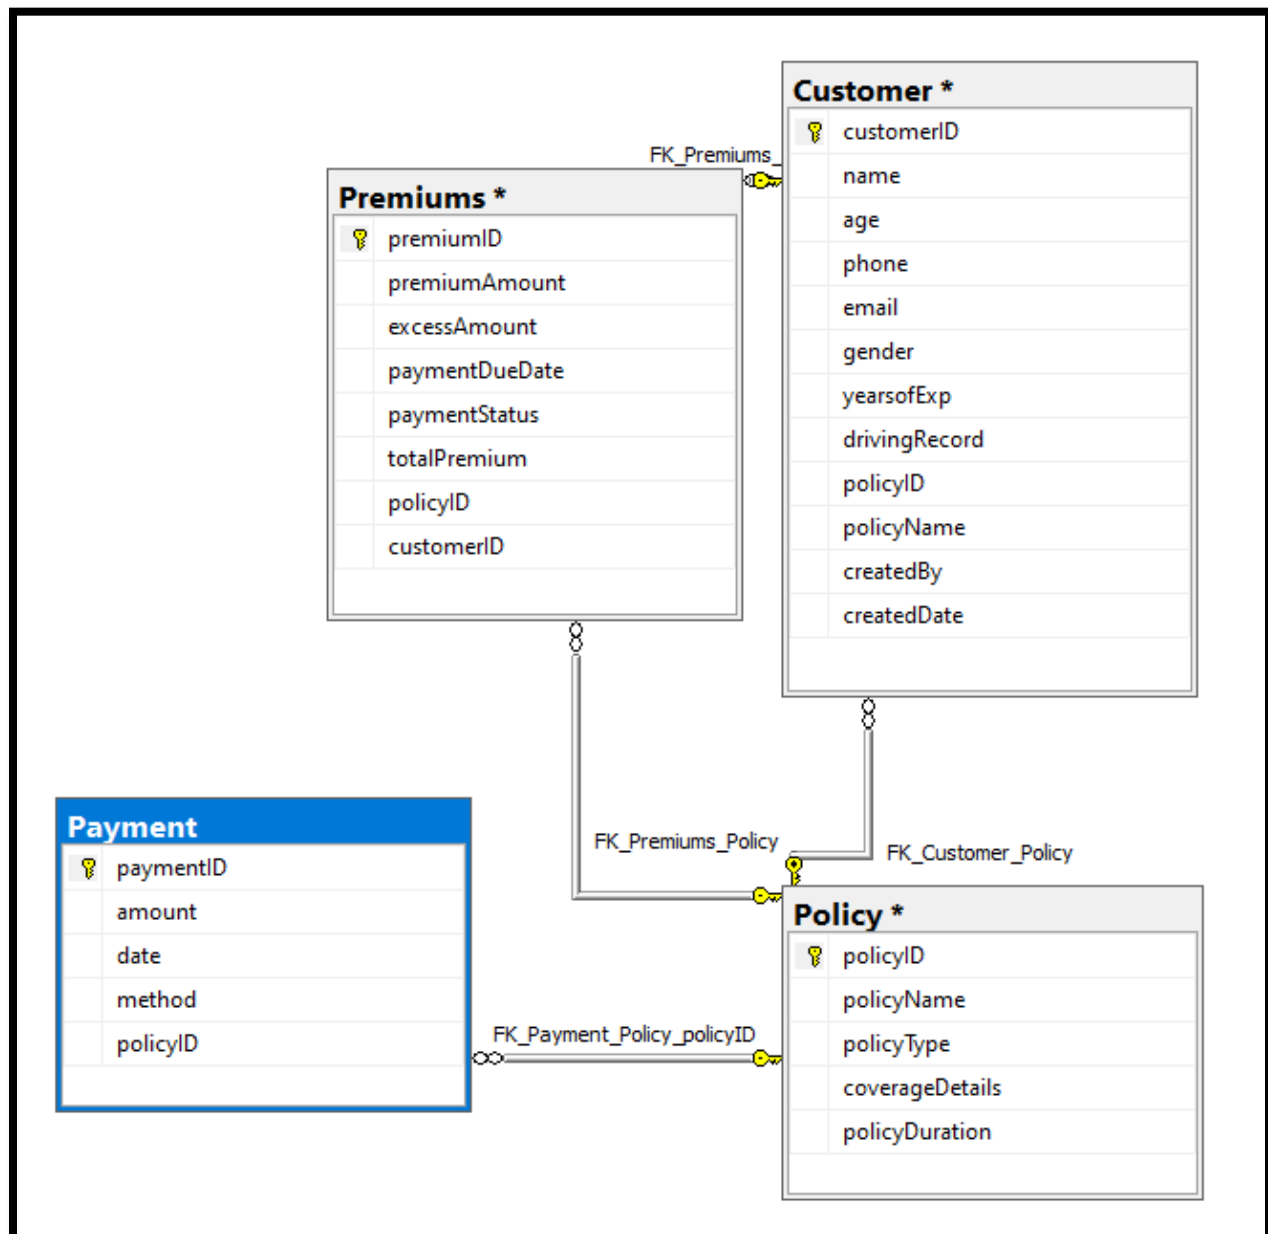 Customer *
customerID
name
age
phone
email
gender
yearsofExp
drivingRecord
policyID
policyName
createdBy
createdDate
FK_Premiums_
Premiums *
premiumID
premiumAmount
excessAmount
paymentDueDate
paymentStatus
totalPremium
policyID
customerID
FK_Premiums_Policy
FK_Customer_Policy
Payment
paymentID
amount
date
method
policyID
FK_Payment_Policy_policyID
Policy *
policyID
policyName
policyType
coverageDetails
policyDuration